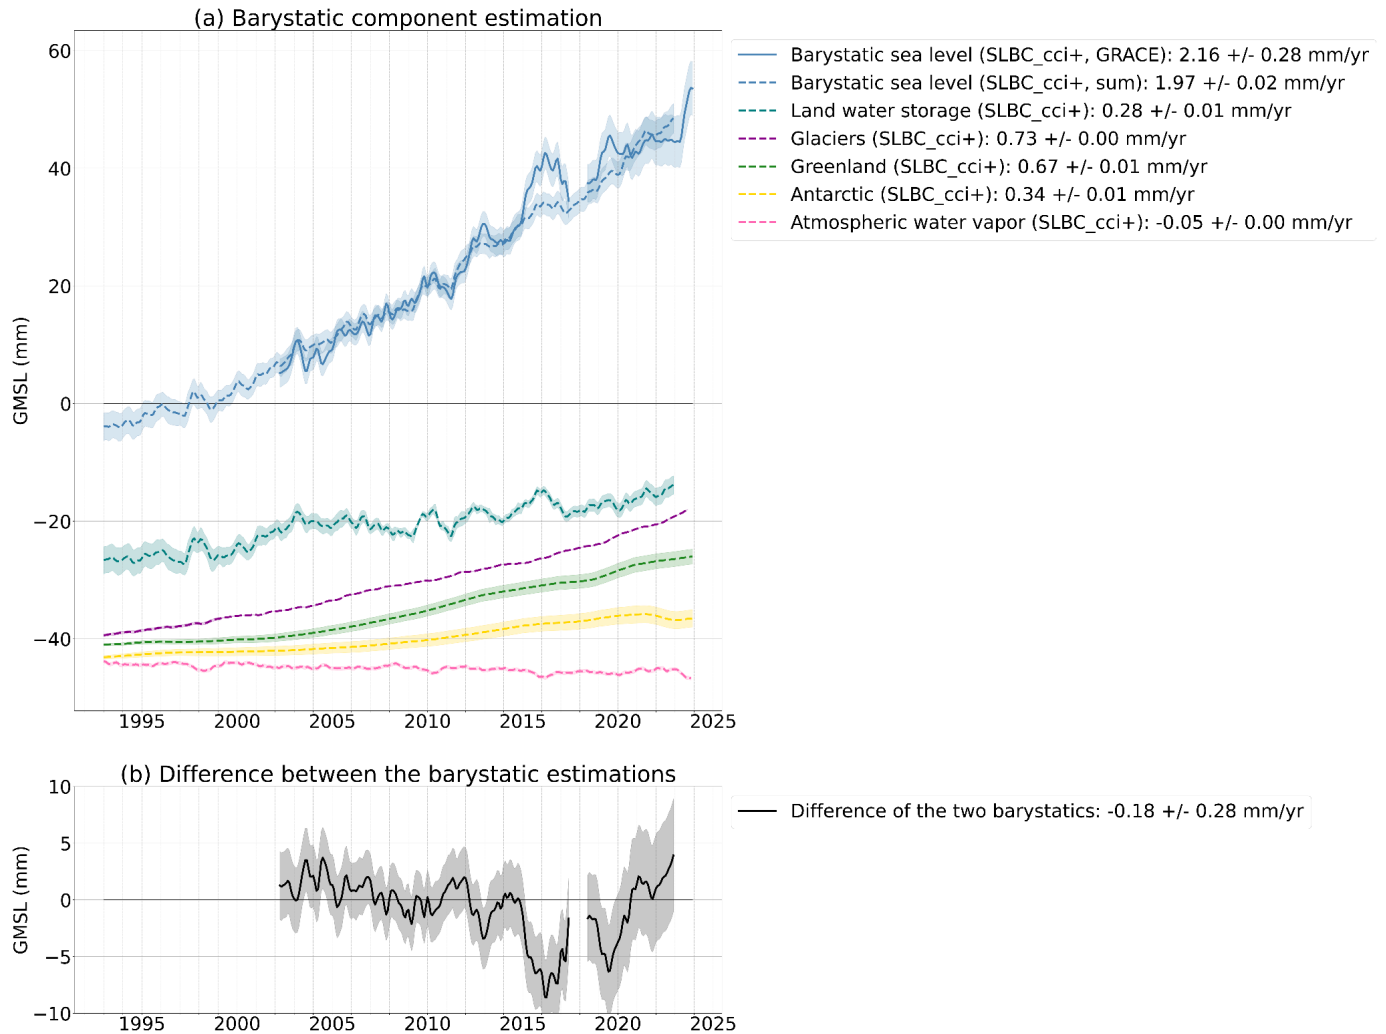 (a) Barystatic component estimation
60
40
20
0
−20
−40
GMSL (mm)
1995 2000 2005 2010 2015 2020 2025
Barystatic sea level (SLBC_cci+, GRACE): 2.16 +/- 0.28 mm/yr
Barystatic sea level (SLBC_cci+, sum): 1.97 +/- 0.02 mm/yr
Land water storage (SLBC_cci+): 0.28 +/- 0.01 mm/yr
Glaciers (SLBC_cci+): 0.73 +/- 0.00 mm/yr
Greenland (SLBC_cci+): 0.67 +/- 0.01 mm/yr
Antarctic (SLBC_cci+): 0.34 +/- 0.01 mm/yr
Atmospheric water vapor (SLBC_cci+): -0.05 +/- 0.00 mm/yr
(b) Difference between the barystatic estimations
10
5
0
−5
−10
GMSL (mm)
1995 2000 2005 2010 2015 2020 2025
Difference of the two barystatics: -0.18 +/- 0.28 mm/yr